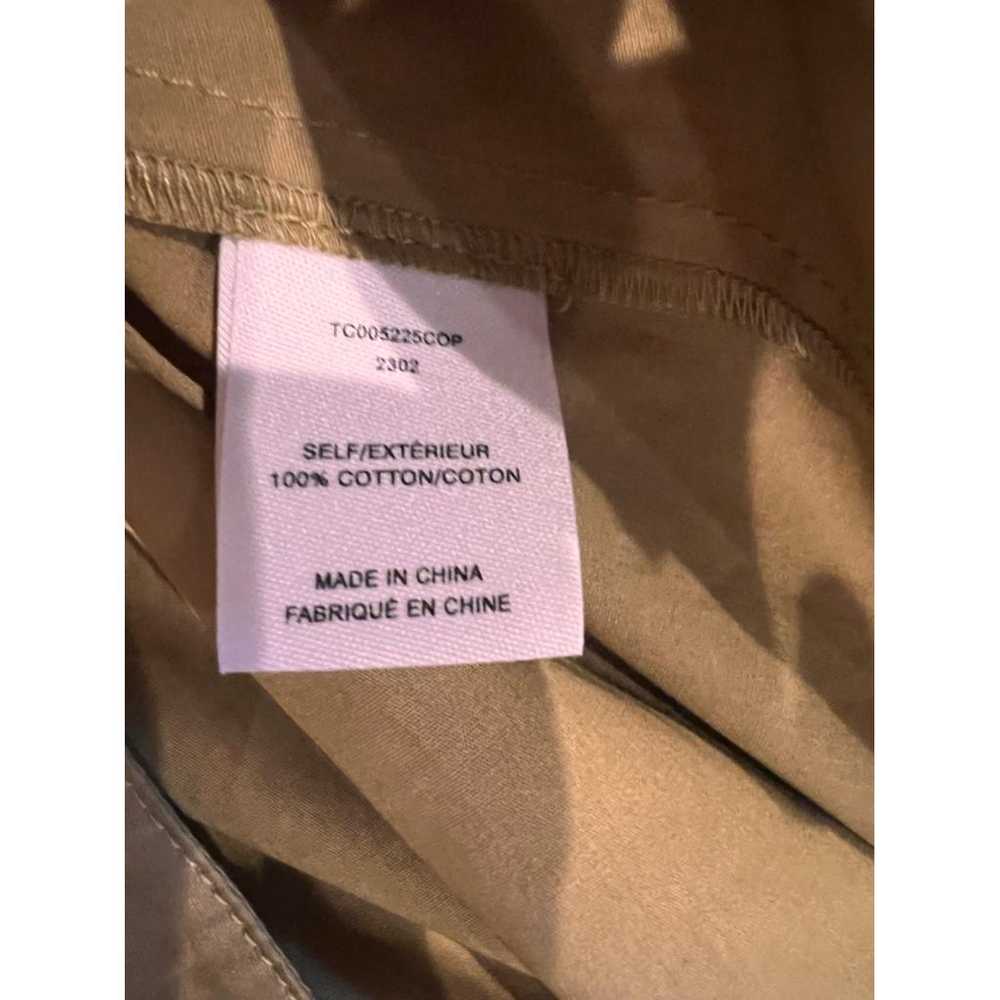 TC005225COP
2302
SELF/EXTÉRIEUR
100% COTTON/COTON
MADE IN CHINA
FABRIQUÉ EN CHINE